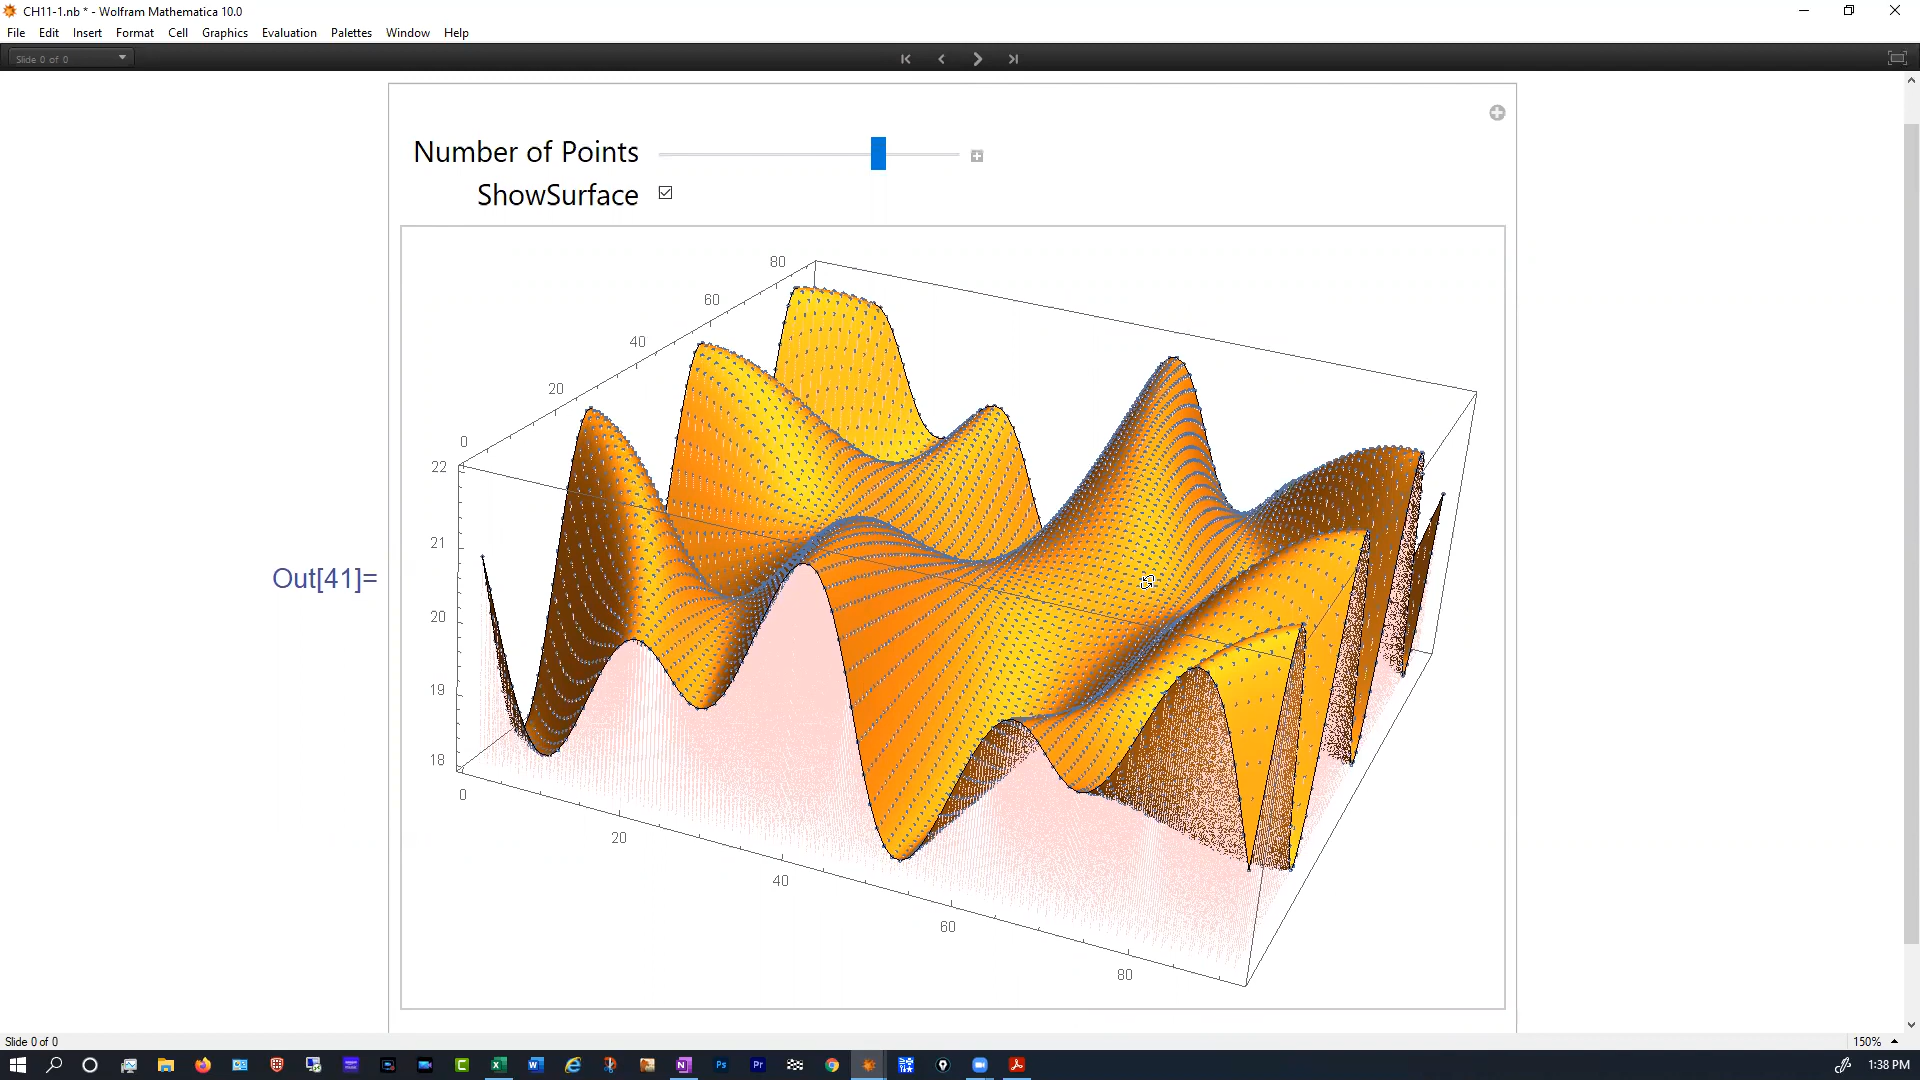 CH11-1.nb * - Wolfram Mathematica 10.0
File Edit Insert Format Cell Graphics Evaluation Palettes Window Help
Slide 0 of 0
Number of Points
ShowSurface
80
60
40
20
0
22
21
Out[41]=
20
19
18
0
20
40
60
80
Slide 0 of 0
150%
1:38 PM